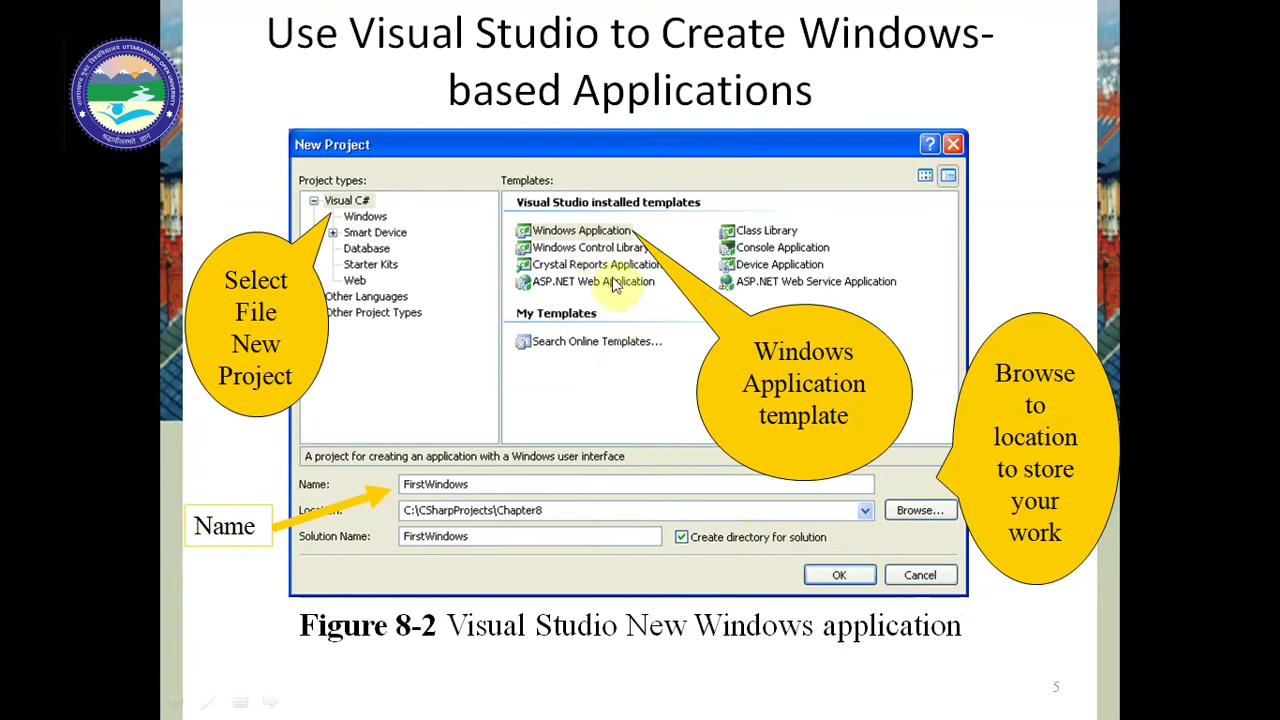 Use Visual Studio to Create Windows-
based Applications
UTTARAKHAND OPEN UNIVERSITY
New Project
Project types:
Templates:
Visual C#
Windows
Smart Device
Database
Starter Kits
Web
Other Languages
Other Project Types
Visual Studio installed templates
Windows Application
Windows Control Library
Crystal Reports Application
ASP.NET Web Application
Class Library
Console Application
Device Application
ASP.NET Web Service Application
My Templates
Search Online Templates...
Select
File
New
Project
Windows
Application
template
Browse
to
location
to store
your
work
A project for creating an application with a Windows user interface
Name
Name:
FirstWindows
Location:
C:\CSharpProjects\Chapter8
Browse...
Solution Name:
FirstWindows
Create directory for solution
OK
Cancel
Figure 8-2 Visual Studio New Windows application
5